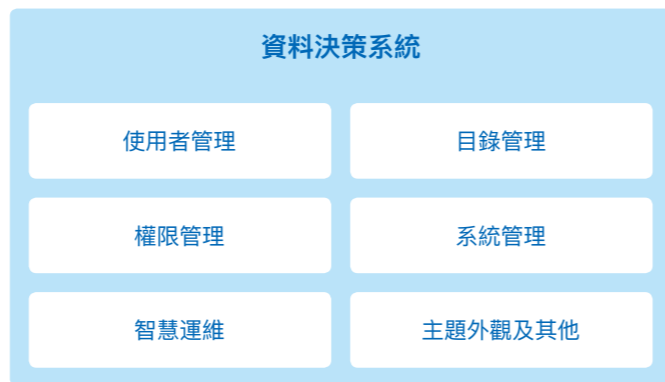 資料決策系統
使用者管理
目錄管理
權限管理
系統管理
智慧運維
主題外觀及其他